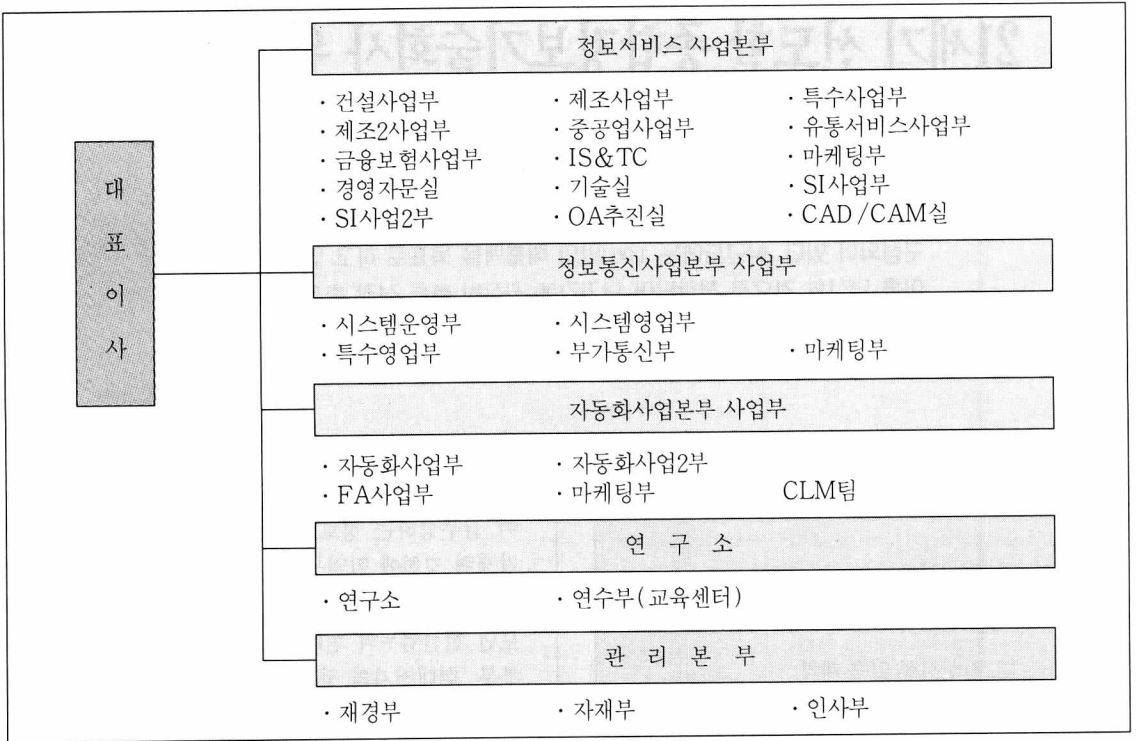 정보서비스 사업본부
· 건설사업부 · 제조사업부 · 특수사업부
· 제조2사업부 · 중공업사업부 · 유통서비스사업부
· 금융보험사업부 · IS&TC · 마케팅부
· 경영자문실 · 기술실 · SI사업부
· SI사업2부 · OA추진실 · CAD/CAM실
대
표
이
사
정보통신사업본부 사업부
· 시스템운영부 · 시스템영업부
· 특수영업부 · 부가통신부 · 마케팅부
자동화사업본부 사업부
· 자동화사업부 · 자동화사업2부
· FA사업부 · 마케팅부 CLM팀
연 구 소
· 연구소 · 연수부(교육센터)
관 리 본 부
· 재경부 · 자재부 · 인사부